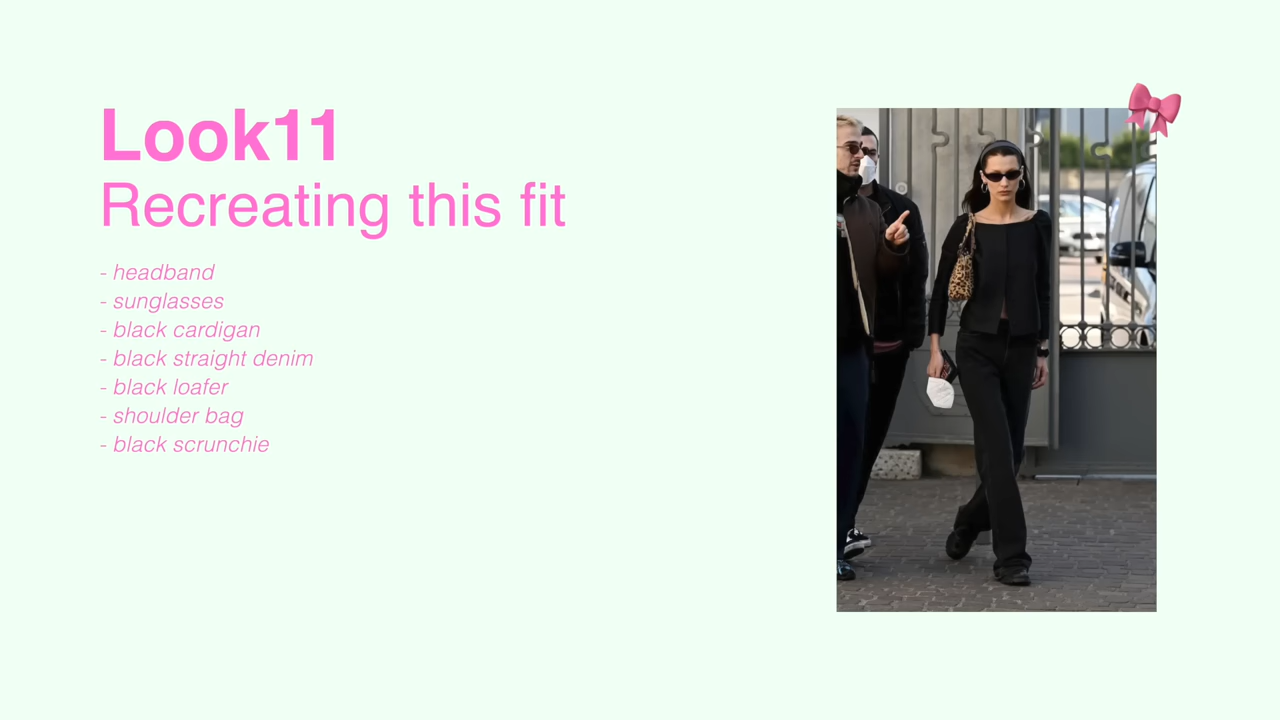 Look11
Recreating this fit
- headband
- sunglasses
- black cardigan
- black straight denim
- black loafer
- shoulder bag
- black scrunchie